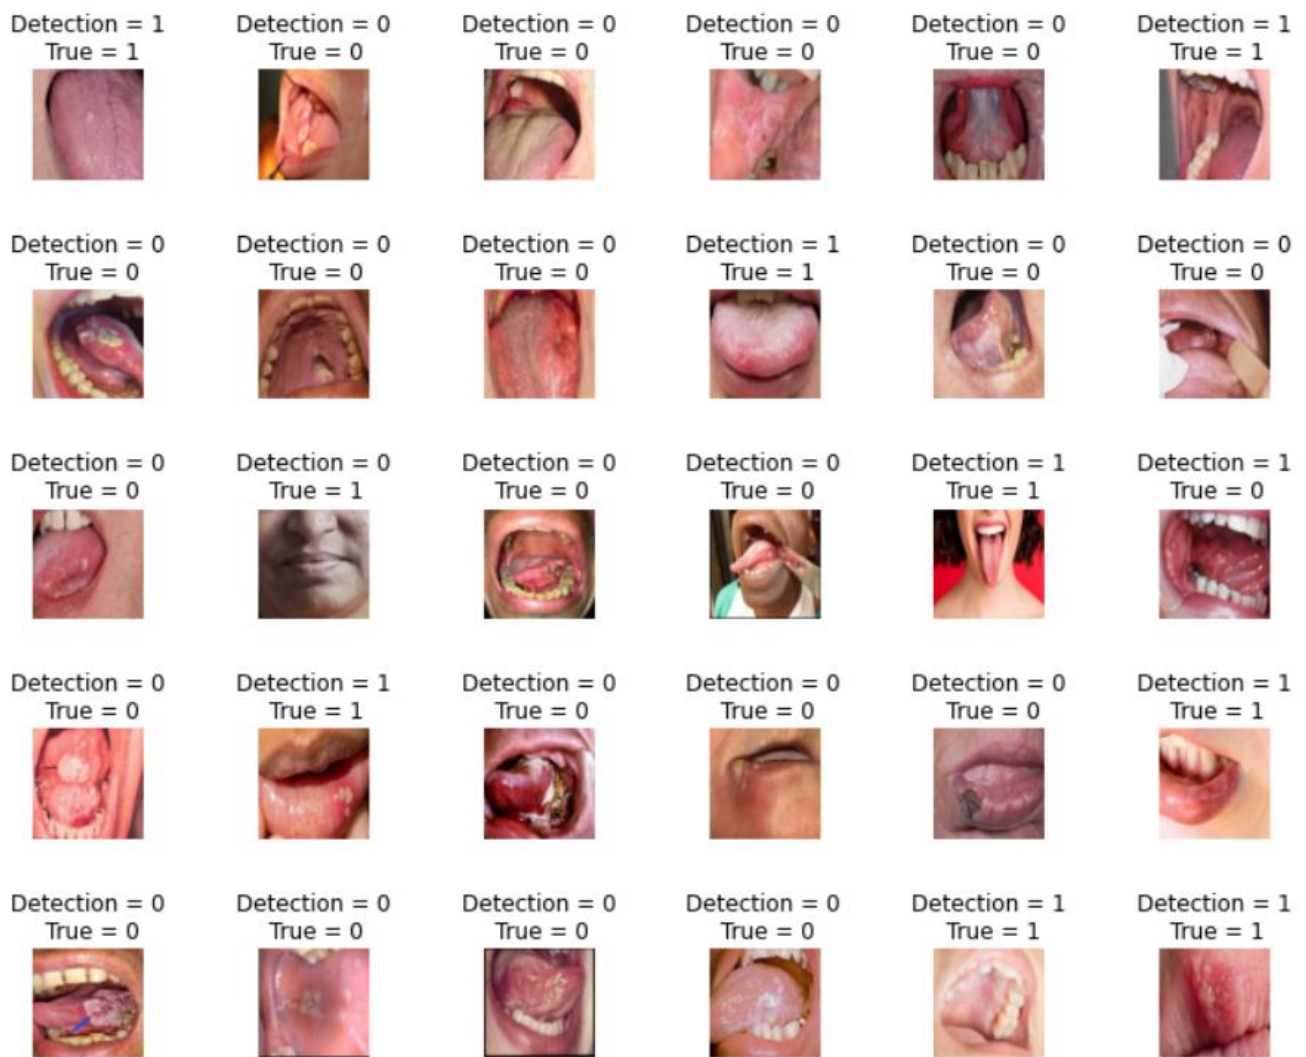 Detection = 1
True = 1
Detection = 0
True = 0
Detection = 0
True = 0
Detection = 0
True = 0
Detection = 0
True = 0
Detection = 1
True = 1
Detection = 0
True = 0
Detection = 0
True = 0
Detection = 0
True = 0
Detection = 1
True = 1
Detection = 0
True = 0
Detection = 0
True = 0
Detection = 0
True = 0
Detection = 0
True = 1
Detection = 0
True = 0
Detection = 0
True = 0
Detection = 1
True = 1
Detection = 1
True = 0
Detection = 0
True = 0
Detection = 1
True = 1
Detection = 0
True = 0
Detection = 0
True = 0
Detection = 0
True = 0
Detection = 1
True = 1
Detection = 0
True = 0
Detection = 0
True = 0
Detection = 0
True = 0
Detection = 0
True = 0
Detection = 1
True = 1
Detection = 1
True = 1